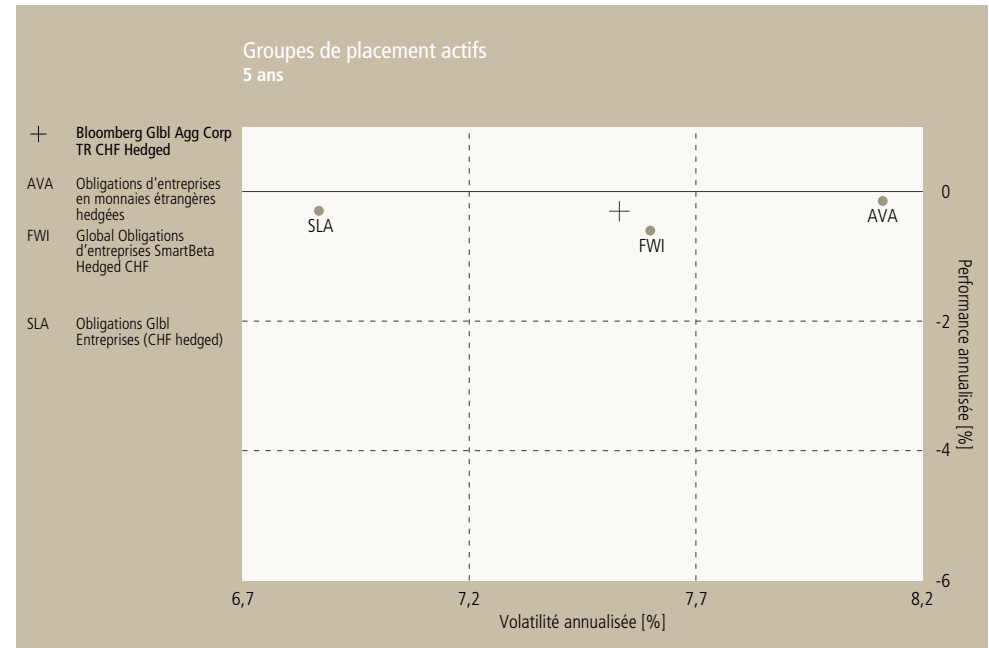 Groupes de placement actifs
5 ans
Bloomberg Glbl Agg Corp
TR CHF Hedged
AVA Obligations d'entreprises
en monnaies étrangères
hedgées
FWI Global Obligations
d'entreprises SmartBeta
Hedged CHF
SLA Obligations Glbl
Entreprises (CHF hedged)
SLA
FWI
AVA
0
-2
-4
-6
Performance annualisée [%]
6,7 7,2 7,7 8,2
Volatilité annualisée [%]